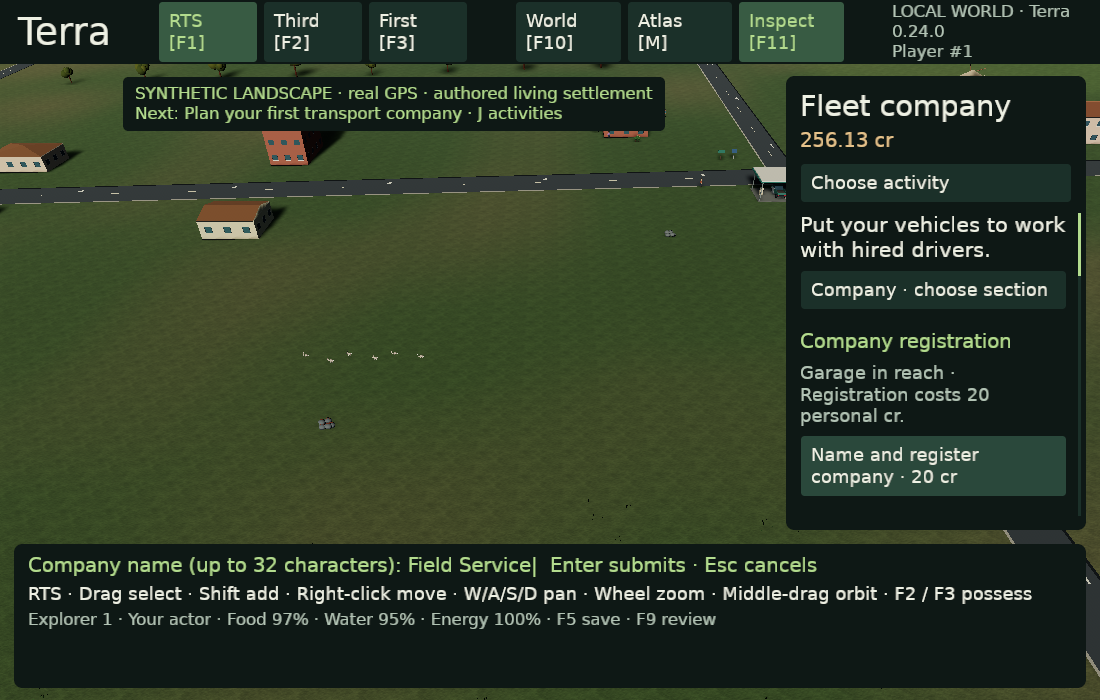 Terra
RTS
[F1]
Third
[F2]
First
[F3]
World
[F10]
Atlas
[M]
Inspect
[F11]
LOCAL WORLD · Terra
0.24.0
Player #1
SYNTHETIC LANDSCAPE · real GPS · authored living settlement
Next: Plan your first transport company · J activities
Fleet company
256.13 cr
Choose activity
Put your vehicles to work
with hired drivers.
Company · choose section
Company registration
Garage in reach ·
Registration costs 20
personal cr.
Name and register
company · 20 cr
Company name (up to 32 characters): Field Service|  Enter submits · Esc cancels
RTS · Drag select · Shift add · Right-click move · W/A/S/D pan · Wheel zoom · Middle-drag orbit · F2 / F3 possess
Explorer 1 · Your actor · Food 97% · Water 95% · Energy 100% · F5 save · F9 review